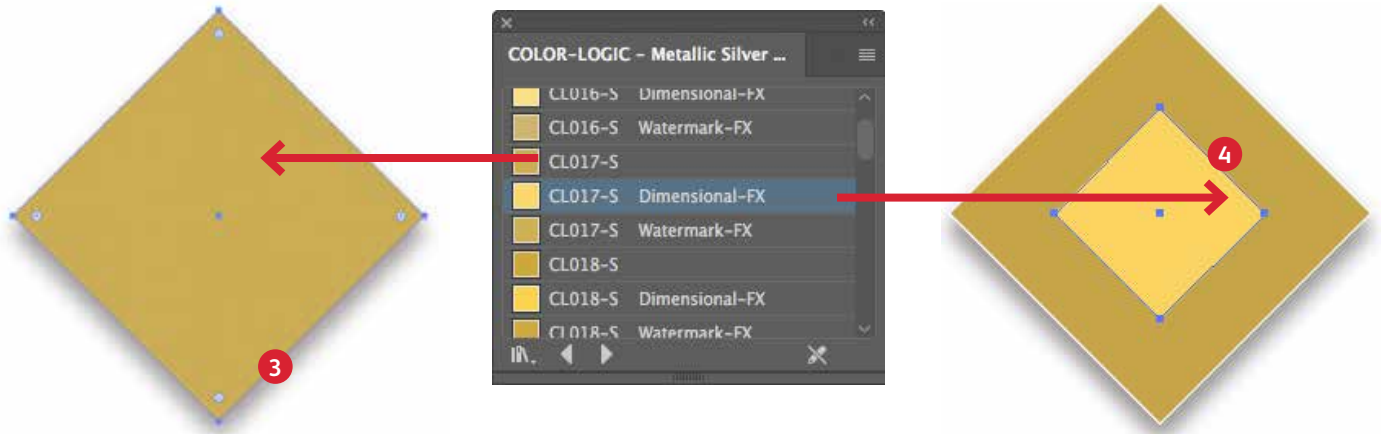 COLOR-LOGIC - Metallic Silver ...
CL016-S Dimensional-FX
CL016-S Watermark-FX
CL017-S
CL017-S Dimensional-FX
CL017-S Watermark-FX
CL018-S
CL018-S Dimensional-FX
CL018-S Watermark-FX
3
4